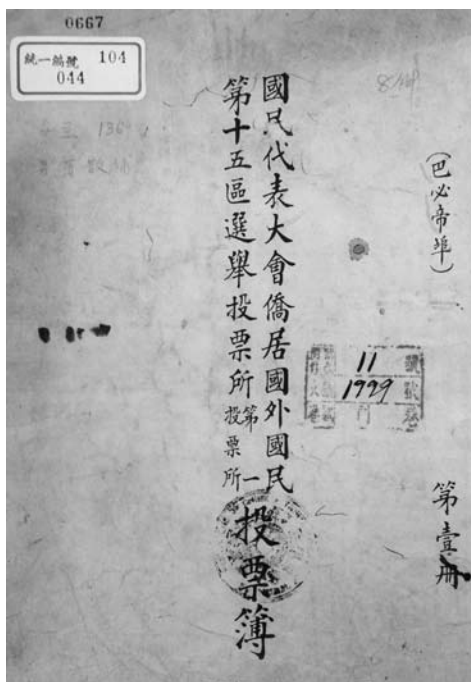 0667
統一編號 104
044
(巴必帝埠)
第壹冊
國民代表大會僑居國外國民
第十五區選舉投票所第一投票所
投票簿
11
1929
號
門